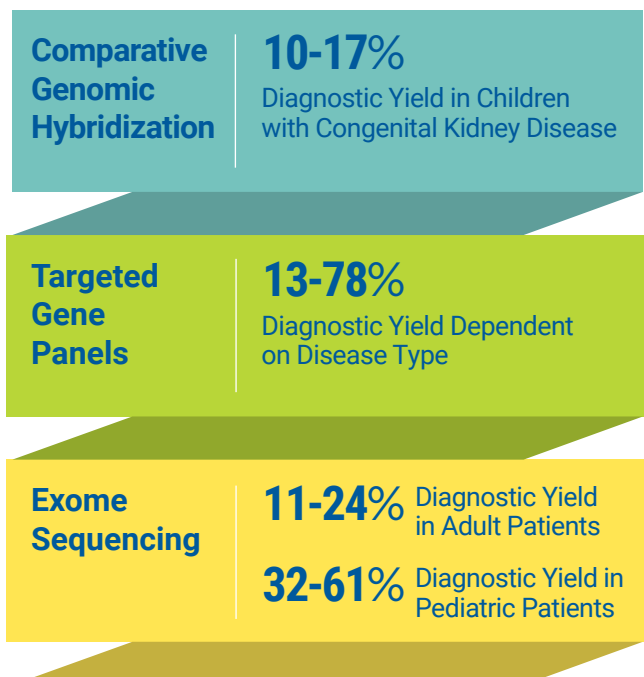 Comparative
Genomic
Hybridization
10-17%
Diagnostic Yield in Children
with Congenital Kidney Disease
Targeted
Gene
Panels
13-78%
Diagnostic Yield Dependent
on Disease Type
Exome
Sequencing
11-24% Diagnostic Yield
in Adult Patients
32-61% Diagnostic Yield in
Pediatric Patients